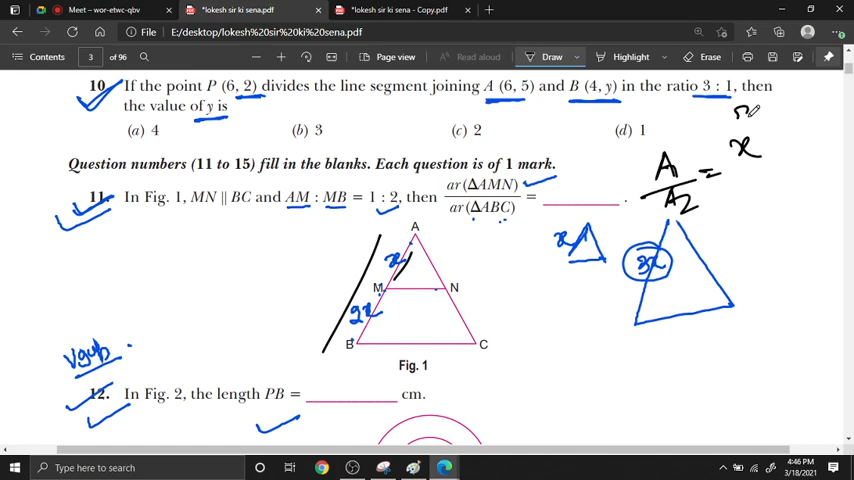 Meet – wor-etwc-qbv
*lokesh sir ki sena.pdf
*lokesh sir ki sena - Copy.pdf
File E:/desktop/lokesh%20sir%20ki%20sena.pdf
Contents 3 of 96 Page view Read aloud Draw Highlight Erase
10. If the point P (6, 2) divides the line segment joining A (6, 5) and B (4, y) in the ratio 3 : 1, then
the value of y is
(a) 4 (b) 3 (c) 2 (d) 1
Question numbers (11 to 15) fill in the blanks. Each question is of 1 mark.
11. In Fig. 1, MN || BC and AM : MB = 1 : 2, then ar(ΔAMN) / ar(ΔABC) = ________ .
A1 / A2 =
x
A
x
x
3x
M N
2x
B C
Fig. 1
12. In Fig. 2, the length PB = ________ cm.
Type here to search
4:46 PM
3/18/2021